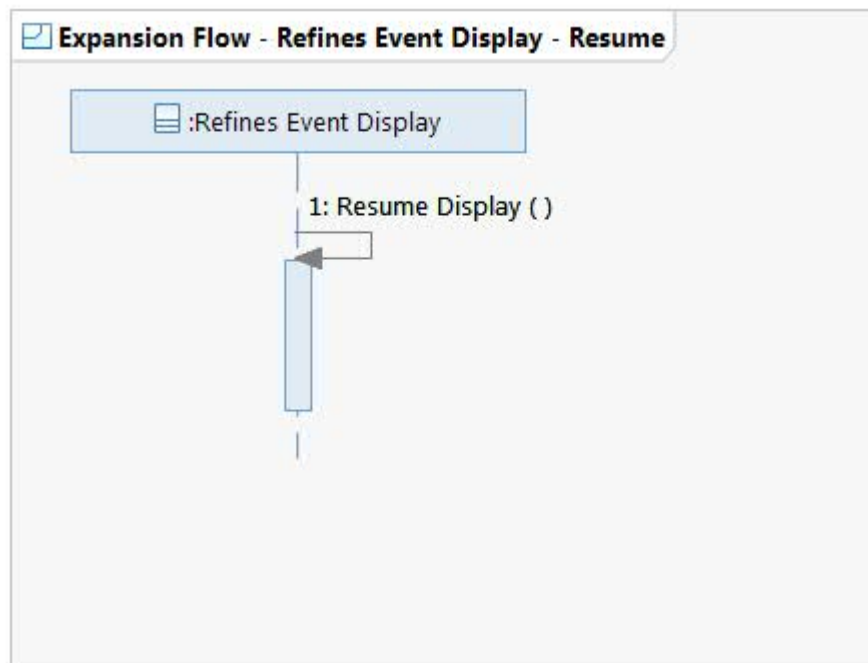 Expansion Flow - Refines Event Display - Resume
:Refines Event Display
1: Resume Display ( )